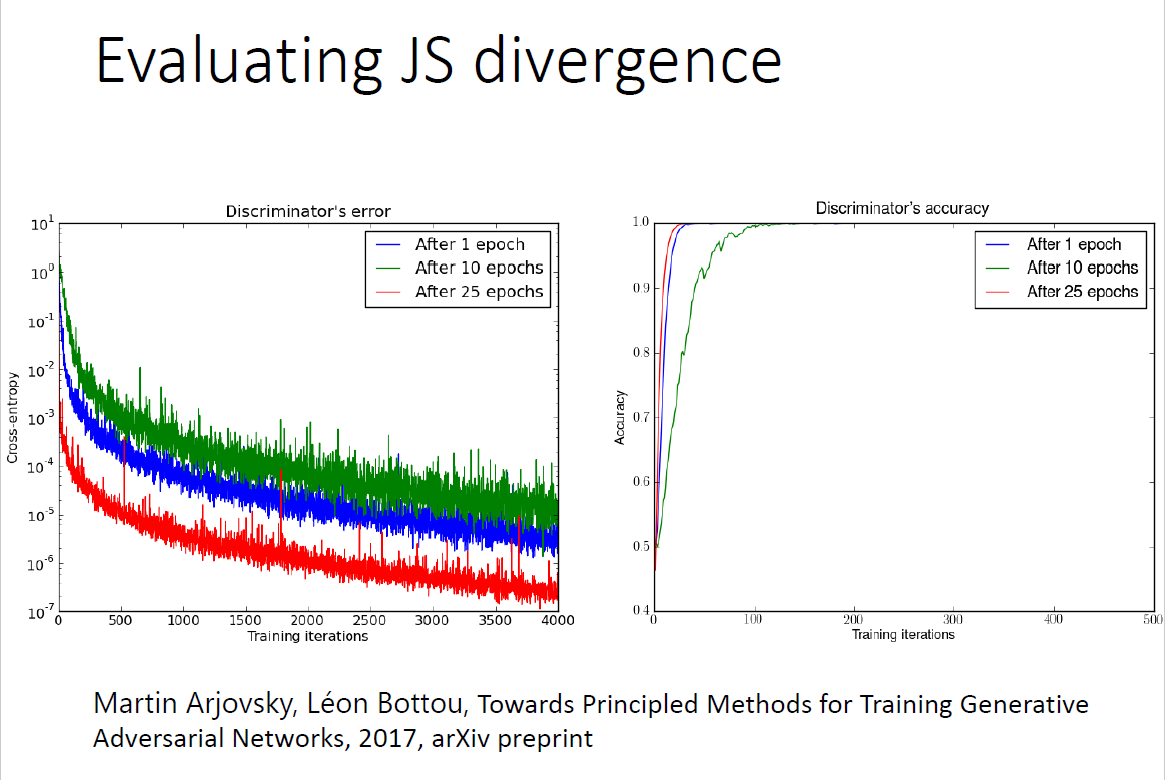 Evaluating JS divergence
Discriminator's error
After 1 epoch
After 10 epochs
After 25 epochs
Cross-entropy
10^1
10^0
10^-1
10^-2
10^-3
10^-4
10^-5
10^-6
10^-7
0 500 1000 1500 2000 2500 3000 3500 4000
Training iterations
Discriminator's accuracy
After 1 epoch
After 10 epochs
After 25 epochs
Accuracy
1.0
0.9
0.8
0.7
0.6
0.5
0.4
0 100 200 300 400 500
Training iterations
Martin Arjovsky, Léon Bottou, Towards Principled Methods for Training Generative
Adversarial Networks, 2017, arXiv preprint